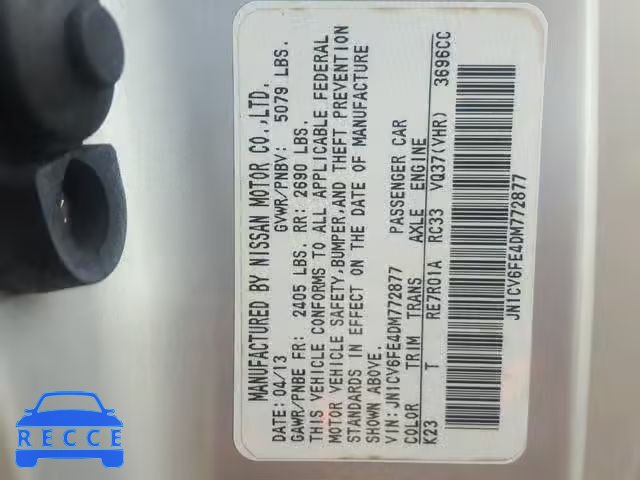 MANUFACTURED BY NISSAN MOTOR CO.,LTD.
DATE: 04/13 GVWR/PNBV: 5079 LBS.
GAWR/PNBE FR: 2405 LBS. RR: 2690 LBS.
THIS VEHICLE CONFORMS TO ALL APPLICABLE FEDERAL
MOTOR VEHICLE SAFETY,BUMPER,AND THEFT PREVENTION
STANDARDS IN EFFECT ON THE DATE OF MANUFACTURE
SHOWN ABOVE.
VIN: JN1CV6FE4DM772877 PASSENGER CAR
COLOR TRIM TRANS AXLE ENGINE
K23 T RE7R01A RC33 VQ37(VHR) 3696CC
JN1CV6FE4DM772877
RECCE